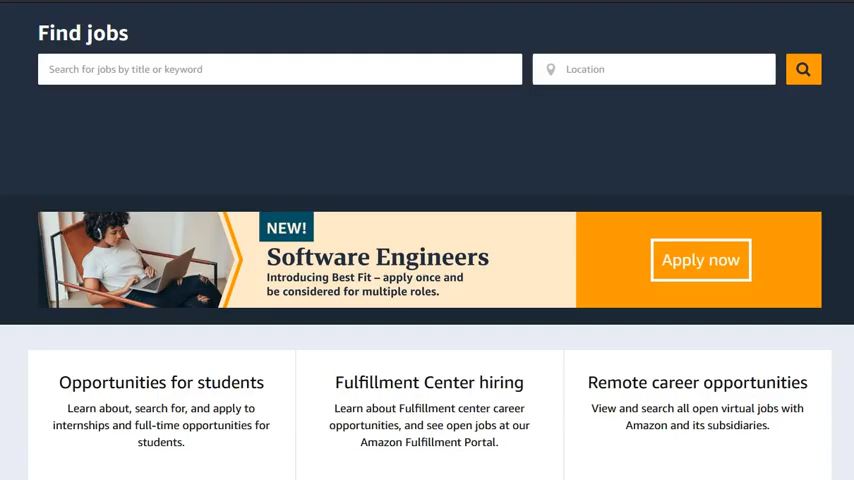 Find jobs
Search for jobs by title or keyword
Location
NEW!
Software Engineers
Introducing Best Fit – apply once and
be considered for multiple roles.
Apply now
Opportunities for students
Learn about, search for, and apply to
internships and full-time opportunities for
students.
Fulfillment Center hiring
Learn about Fulfillment center career
opportunities, and see open jobs at our
Amazon Fulfillment Portal.
Remote career opportunities
View and search all open virtual jobs with
Amazon and its subsidiaries.